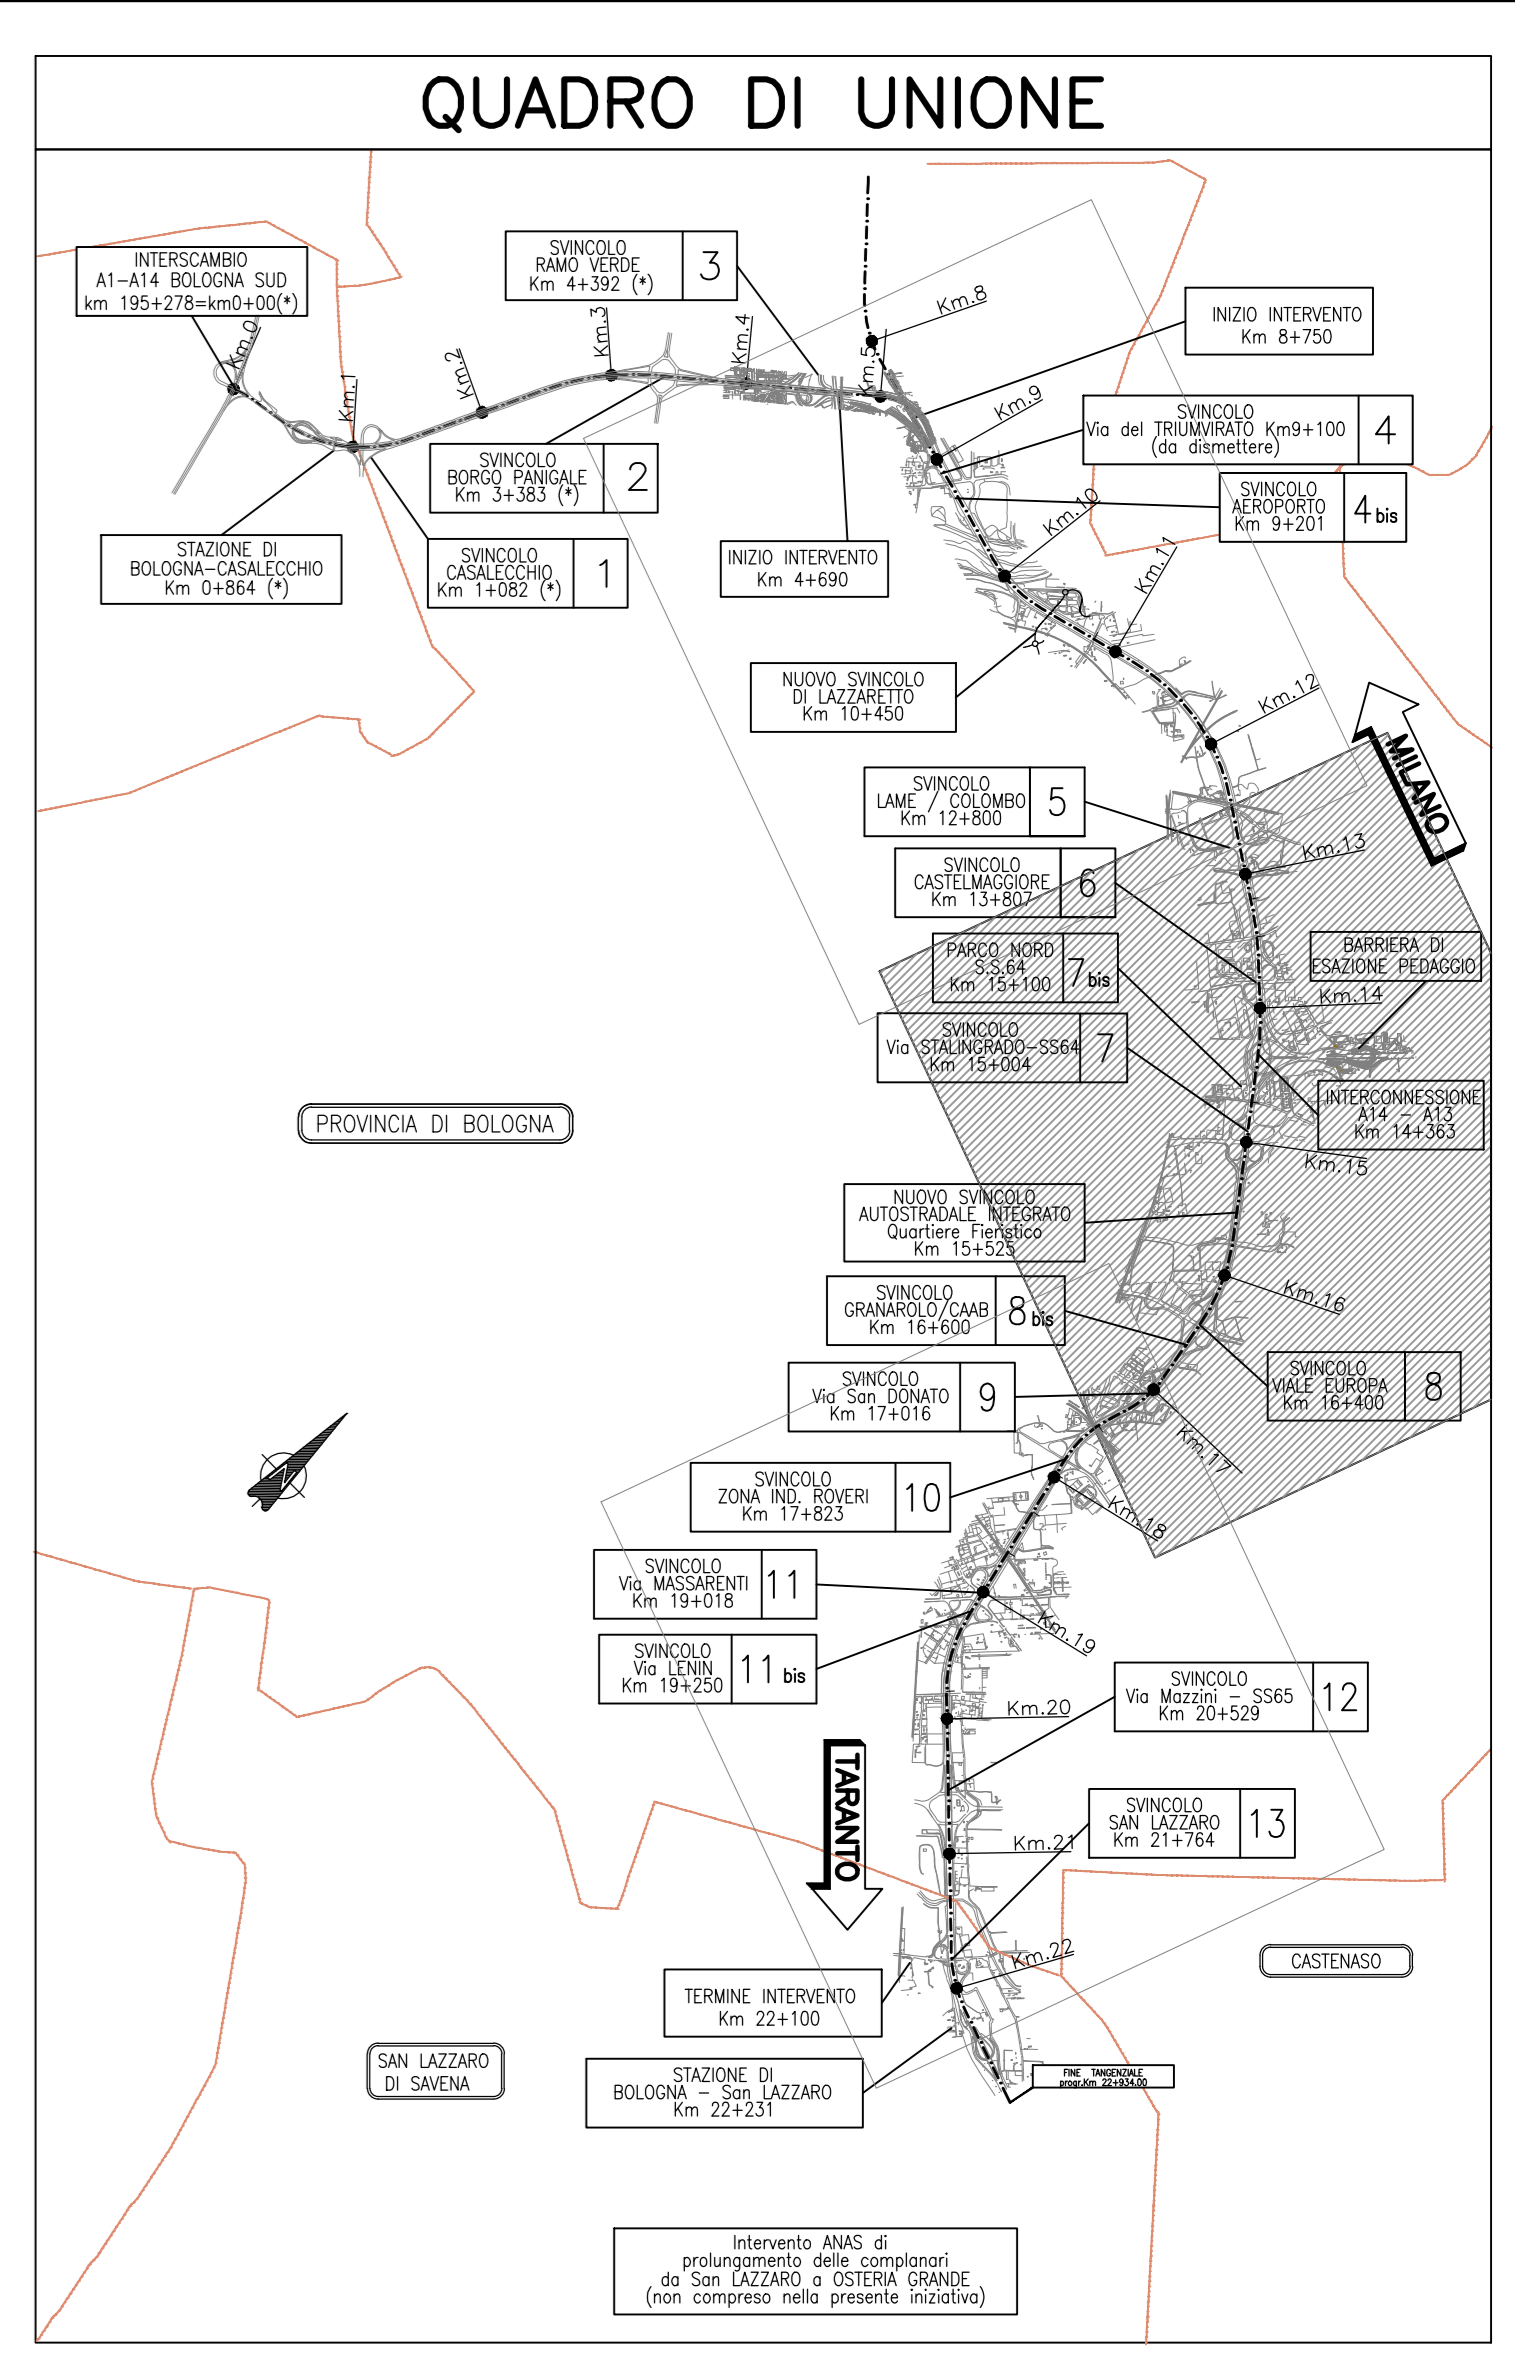 QUADRO DI UNIONE
INTERSCAMBIO
A1-A14 BOLOGNA SUD
km 195+278=km0+00(*)
SVINCOLO
RAMO VERDE
Km 4+392 (*)
3
Km.0
Km.1
Km.2
Km.3
Km.4
Km.5
Km.8
INIZIO INTERVENTO
Km 8+750
Km.9
SVINCOLO
Via del TRIUMVIRATO Km9+100
(da dismettere)
4
SVINCOLO
BORGO PANIGALE
Km 3+383 (*)
2
SVINCOLO
AEROPORTO
Km 9+201
4 bis
Km.10
STAZIONE DI
BOLOGNA-CASALECCHIO
Km 0+864 (*)
SVINCOLO
CASALECCHIO
Km 1+082 (*)
1
INIZIO INTERVENTO
Km 4+690
Km.11
NUOVO SVINCOLO
DI LAZZARETTO
Km 10+450
Km.12
MILANO
SVINCOLO
LAME / COLOMBO
Km 12+800
5
Km.13
SVINCOLO
CASTELMAGGIORE
Km 13+807
6
PARCO NORD
S.S.64
Km 15+100
7 bis
BARRIERA DI
ESAZIONE PEDAGGIO
Km.14
SVINCOLO
Via STALINGRADO-SS64
Km 15+004
7
INTERCONNESSIONE
A14 - A13
Km 14+363
PROVINCIA DI BOLOGNA
Km.15
NUOVO SVINCOLO
AUTOSTRADALE INTEGRATO
Quartiere Fieristico
Km 15+525
Km.16
SVINCOLO
GRANAROLO/CAAB
Km 16+600
8 bis
SVINCOLO
VIALE EUROPA
Km 16+400
8
SVINCOLO
Via San DONATO
Km 17+016
9
Km.17
N
SVINCOLO
ZONA IND. ROVERI
Km 17+823
10
Km.18
SVINCOLO
Via MASSARENTI
Km 19+018
11
Km.19
SVINCOLO
Via LENIN
Km 19+250
11 bis
SVINCOLO
Via Mazzini - SS65
Km 20+529
12
Km.20
TARANTO
SVINCOLO
SAN LAZZARO
Km 21+764
13
Km.21
Km.22
CASTENASO
TERMINE INTERVENTO
Km 22+100
SAN LAZZARO
DI SAVENA
STAZIONE DI
BOLOGNA - San LAZZARO
Km 22+231
FINE TANGENZIALE
progr.Km 22+934.00
Intervento ANAS di
prolungamento delle complanari
da San LAZZARO a OSTERIA GRANDE
(non compreso nella presente iniziativa)